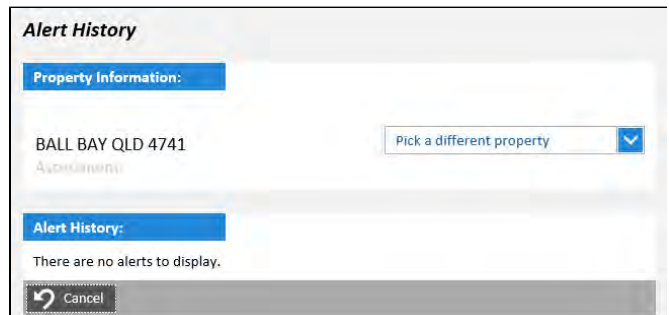 Alert History
Property Information:
BALL BAY QLD 4741
Pick a different property
Assessment:
Alert History:
There are no alerts to display.
Cancel